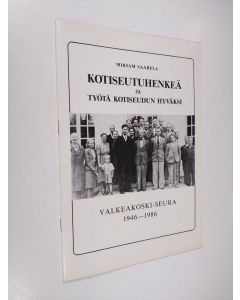 MIRJAM SAARELA
KOTISEUTUHENKEÄ
JA
TYÖTÄ KOTISEUDUN HYVÄKSI
VALKEAKOSKI-SEURA
1946—1986